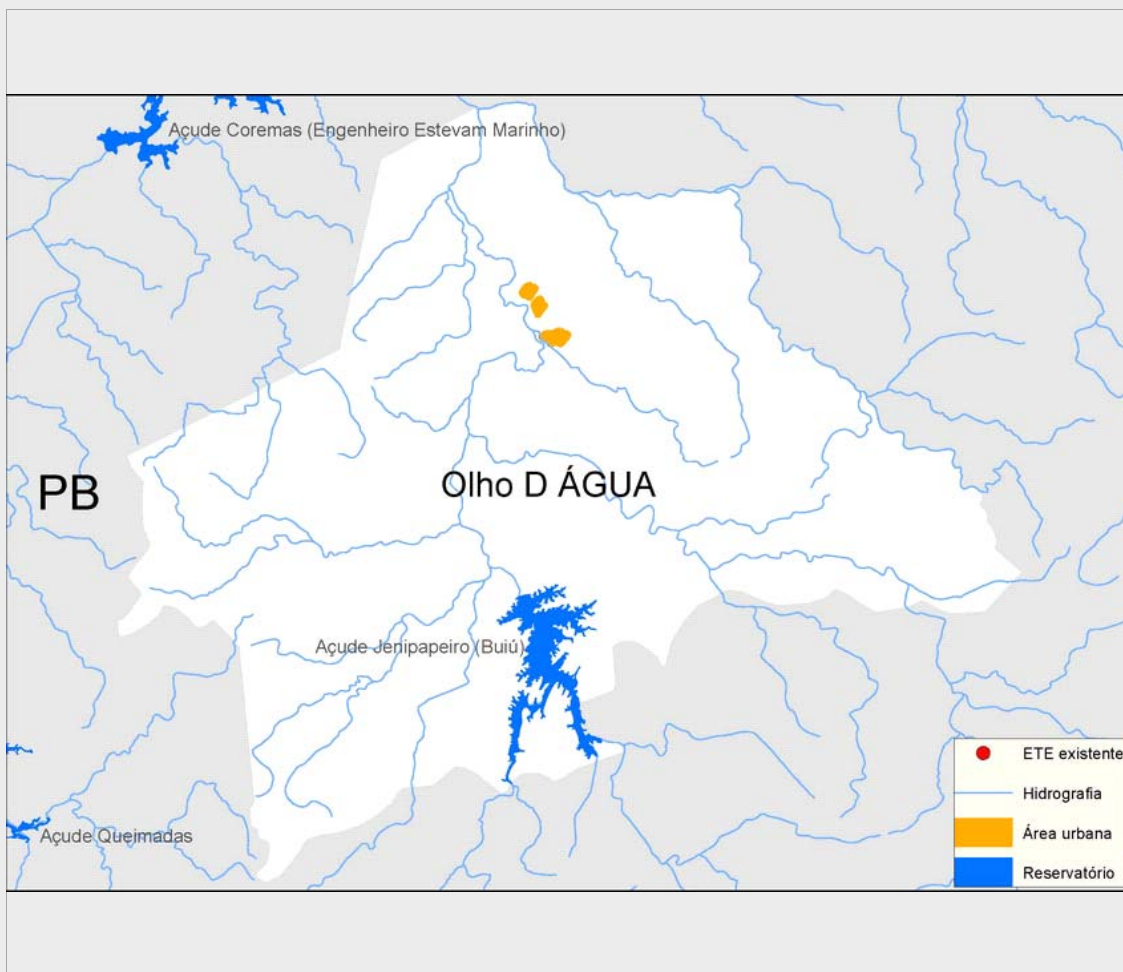 Açude Coremas (Engenheiro Estevam Marinho)
PB
Olho D ÁGUA
Açude Jenipapeiro (Buiú)
Açude Queimadas
ETE existente
Hidrografia
Área urbana
Reservatório